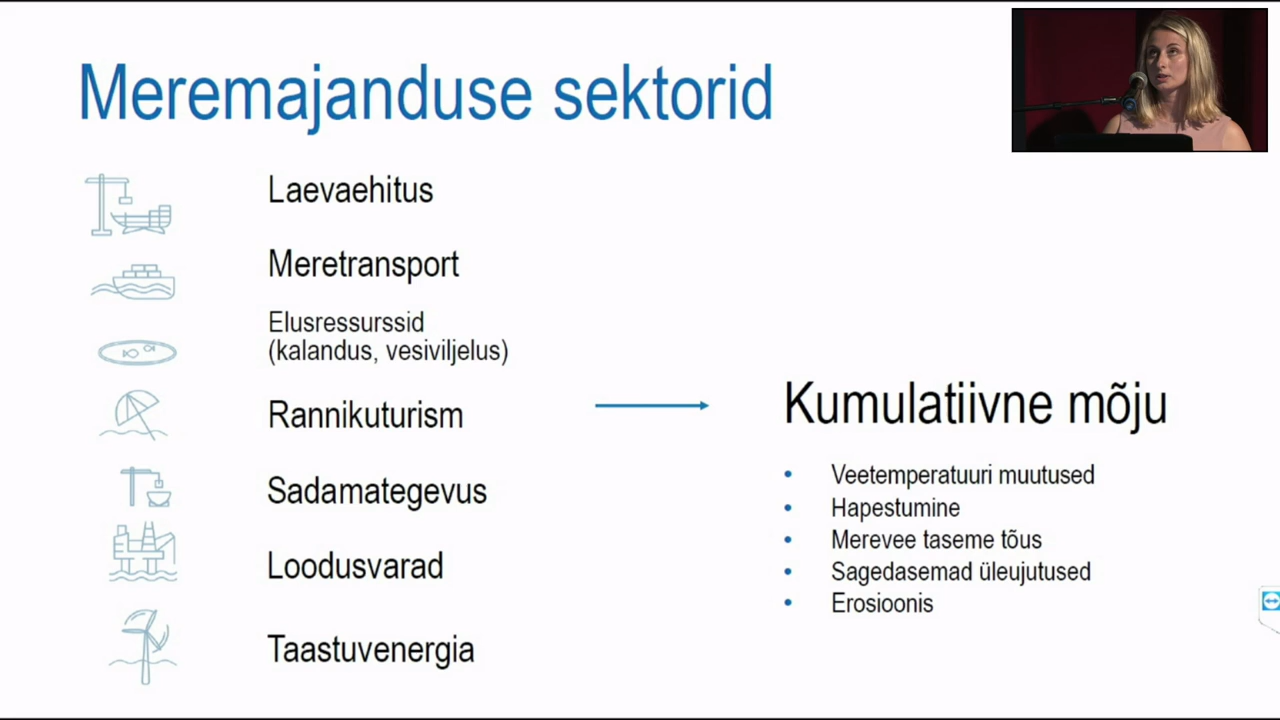 Meremajanduse sektorid
Laevaehitus
Meretransport
Elusressurssid
(kalandus, vesiviljelus)
Rannikuturism
Sadamategevus
Loodusvarad
Taastuvenergia
Kumulatiivne mõju
• Veetemperatuuri muutused
• Hapestumine
• Merevee taseme tõus
• Sagedasemad üleujutused
• Erosioonis